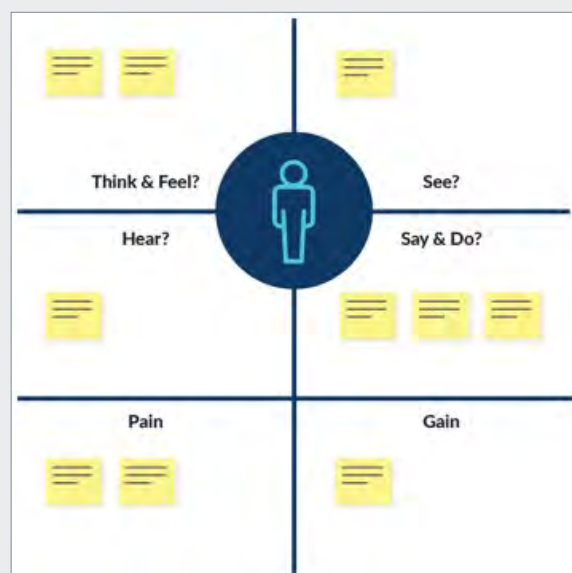 Think & Feel?
See?
Hear?
Say & Do?
Pain
Gain